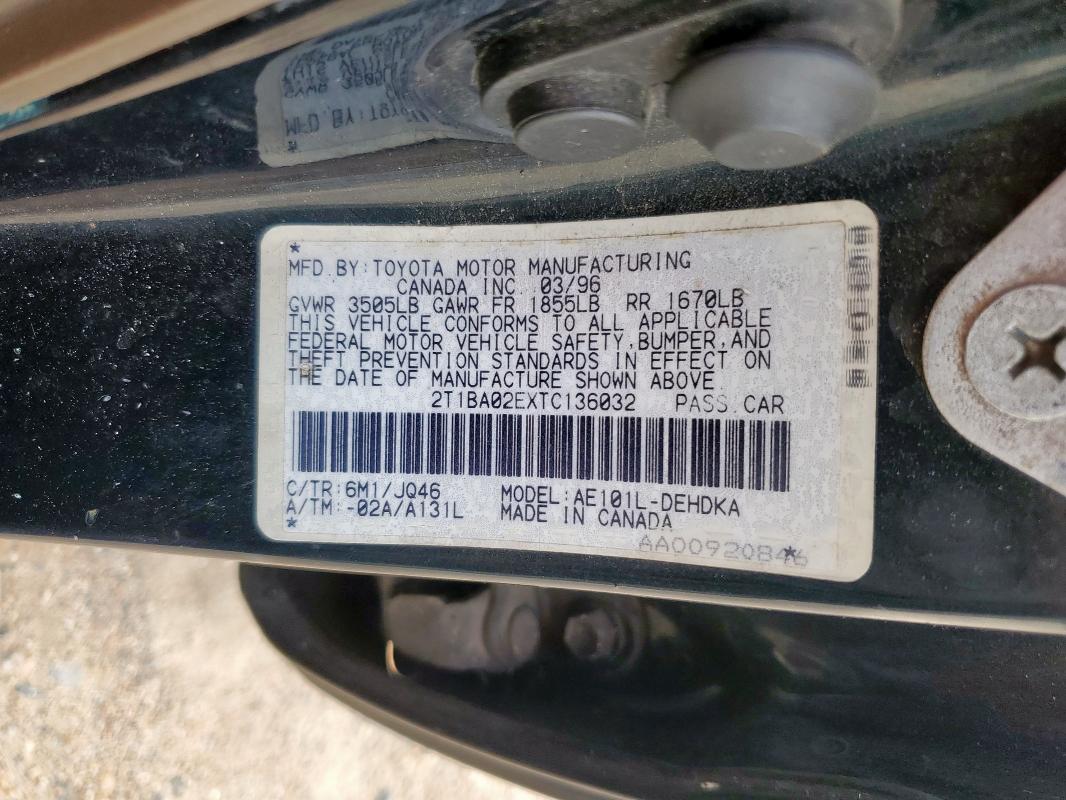 *
MFD. BY: TOYOTA MOTOR MANUFACTURING
CANADA INC. 03/96
GVWR 3505LB GAWR FR 1855LB RR 1670LB
THIS VEHICLE CONFORMS TO ALL APPLICABLE
FEDERAL MOTOR VEHICLE SAFETY, BUMPER, AND
THEFT PREVENTION STANDARDS IN EFFECT ON
THE DATE OF MANUFACTURE SHOWN ABOVE.
2T1BA02EXTC136032 PASS. CAR
C/TR: 6M1/JQ46 MODEL: AE101L-DEHDKA
A/TM: -02A/A131L MADE IN CANADA
* AA00920846 *